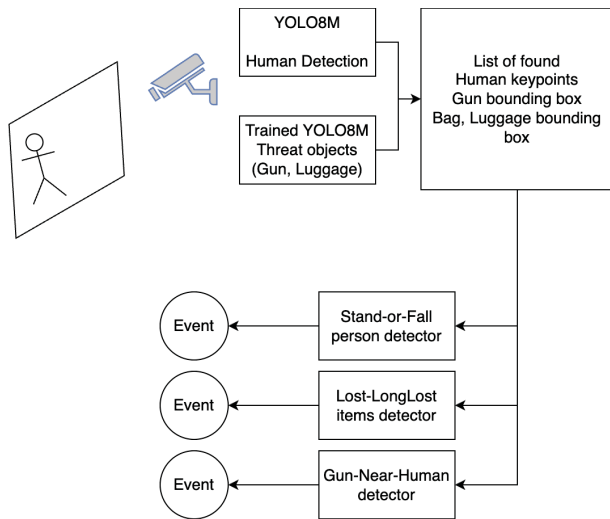 YOLO8M
Human Detection
Trained YOLO8M
Threat objects
(Gun, Luggage)
List of found
Human keypoints
Gun bounding box
Bag, Luggage bounding
box
Event
Stand-or-Fall
person detector
Event
Lost-LongLost
items detector
Event
Gun-Near-Human
detector